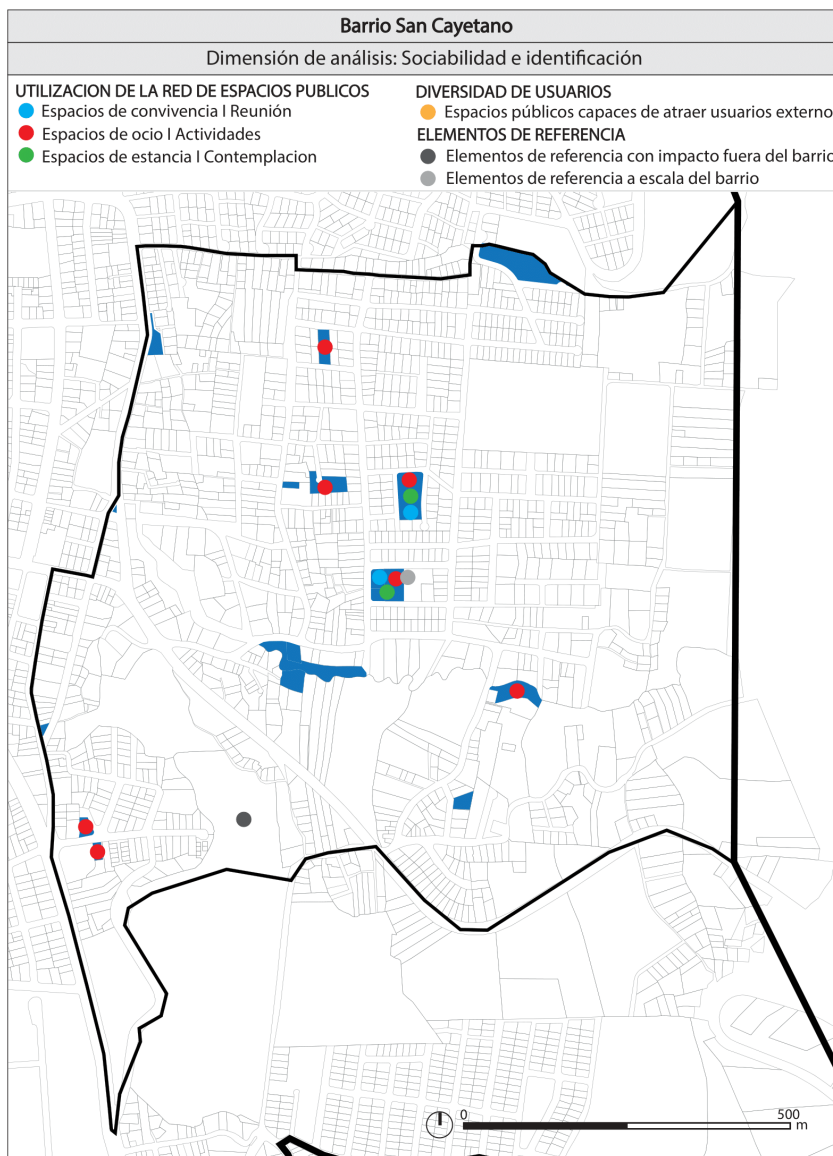 Barrio San Cayetano
Dimensión de análisis: Sociabilidad e identificación
UTILIZACION DE LA RED DE ESPACIOS PUBLICOS
Espacios de convivencia I Reunión
Espacios de ocio I Actividades
Espacios de estancia I Contemplacion
DIVERSIDAD DE USUARIOS
Espacios públicos capaces de atraer usuarios externo
ELEMENTOS DE REFERENCIA
Elementos de referencia con impacto fuera del barrio
Elementos de referencia a escala del barrio
0
500
m